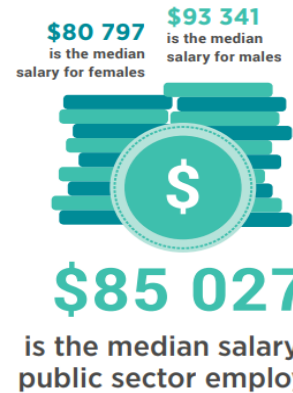 $80 797
is the median
salary for females
$93 341
is the median
salary for males
$
$85 027
is the median salary
public sector